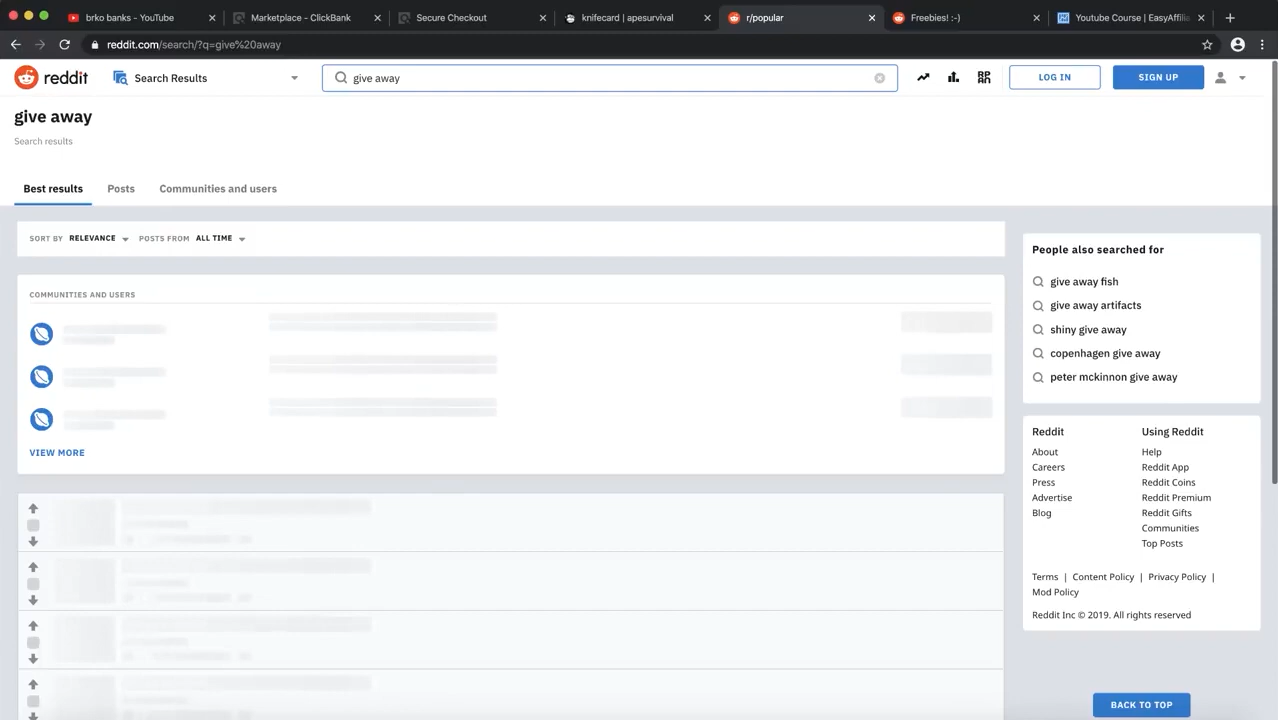 brko banks - YouTube
Marketplace - ClickBank
Secure Checkout
knifecard | apesurvival
r/popular
Freebies! :-)
Youtube Course | EasyAffilia
reddit.com/search/?q=give%20away
reddit
Search Results
give away
LOG IN
SIGN UP
give away
Search results
Best results
Posts
Communities and users
SORT BY RELEVANCE
POSTS FROM ALL TIME
COMMUNITIES AND USERS
VIEW MORE
People also searched for
give away fish
give away artifacts
shiny give away
copenhagen give away
peter mckinnon give away
Reddit
About
Careers
Press
Advertise
Blog
Using Reddit
Help
Reddit App
Reddit Coins
Reddit Premium
Reddit Gifts
Communities
Top Posts
Terms | Content Policy | Privacy Policy |
Mod Policy
Reddit Inc © 2019. All rights reserved
BACK TO TOP